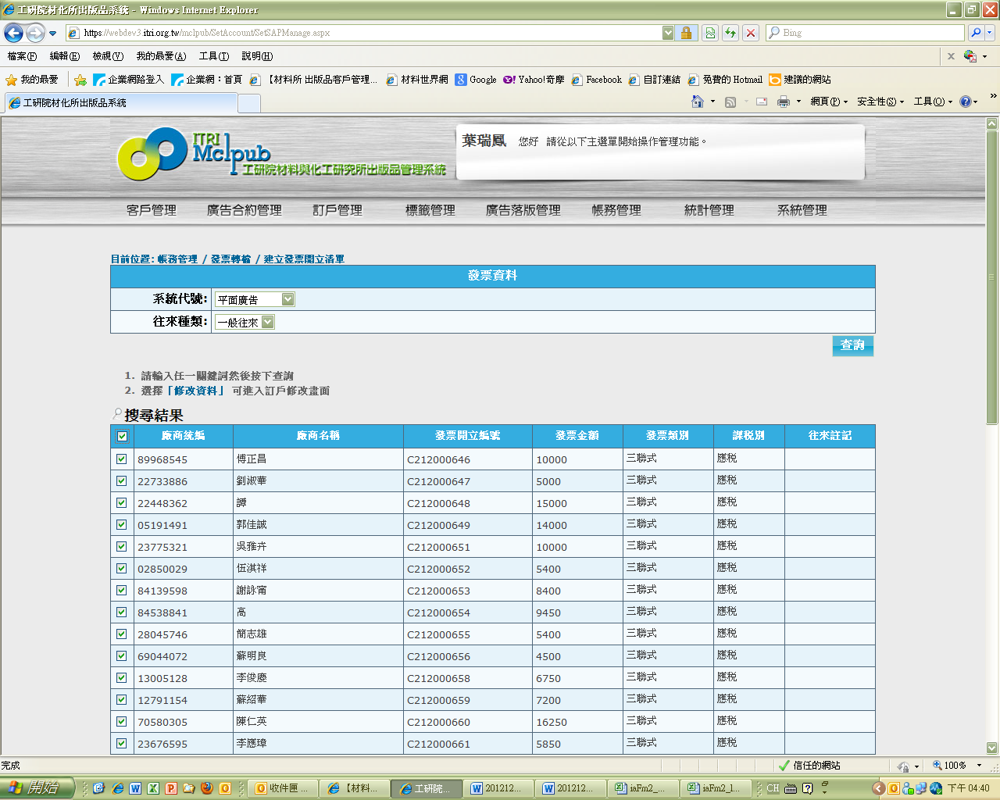 工研院材化所出版品系統 - Windows Internet Explorer
https://webdev3.itri.org.tw/mclpub/SetAccount/SetSAPManage.aspx
Bing
檔案(F) 編輯(E) 檢視(V) 我的最愛(A) 工具(T) 說明(H)
我的最愛 企業網路登入 企業網：首頁 【材料所 出版品客戶管理... 材料世界網 Google Yahoo!奇摩 Facebook 自訂連結 免費的 Hotmail 建議的網站
工研院材化所出版品系統 網頁(P) 安全性(S) 工具(O)
ITRI
Mclpub
工研院材料與化工研究所出版品管理系統
葉瑞鳳 您好 請從以下主選單開始操作管理功能。
客戶管理 廣告合約管理 訂戶管理 標籤管理 廣告落版管理 帳務管理 統計管理 系統管理
目前位置: 帳務管理 / 發票轉檔 / 建立發票開立清單
發票資料
系統代號: 平面廣告
往來種類: 一般往來
查詢
1. 請輸入任一關鍵詞然後按下查詢
2. 選擇「修改資料」 可進入訂戶修改畫面
搜尋結果
廠商統編 廠商名稱 發票開立編號 發票金額 發票類別 課稅別 往來註記
89968545 傅正昌 C212000646 10000 三聯式 應稅
22733886 劉淑華 C212000647 5000 三聯式 應稅
22448362 譚 C212000648 15000 三聯式 應稅
05191491 郭佳誠 C212000649 14000 三聯式 應稅
23775321 吳雅卉 C212000651 10000 三聯式 應稅
02850029 伍淇祥 C212000652 5400 三聯式 應稅
84139598 謝詠甯 C212000653 8400 三聯式 應稅
84538841 高 C212000654 9450 三聯式 應稅
28045746 簡志雄 C212000655 5400 三聯式 應稅
69044072 蘇明良 C212000656 4500 三聯式 應稅
13005128 李俊慶 C212000658 6750 三聯式 應稅
12791154 蘇紹華 C212000659 7200 三聯式 應稅
70580305 陳仁英 C212000660 16250 三聯式 應稅
23676595 李應璋 C212000661 5850 三聯式 應稅
完成 信任的網站 100%
開始 收件匣 ... 【材料... 工研院... 201212... 201212... iaFm2_... iaFm2_1... CH 下午 04:40